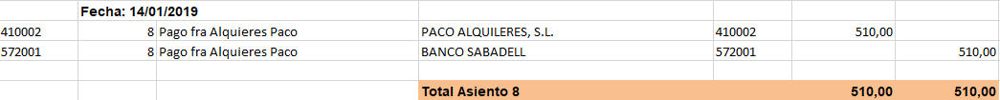 Fecha: 14/01/2019
410002 8 Pago fra Alquieres Paco PACO ALQUILERES, S.L. 410002 510,00
572001 8 Pago fra Alquieres Paco BANCO SABADELL 572001 510,00
Total Asiento 8 510,00 510,00